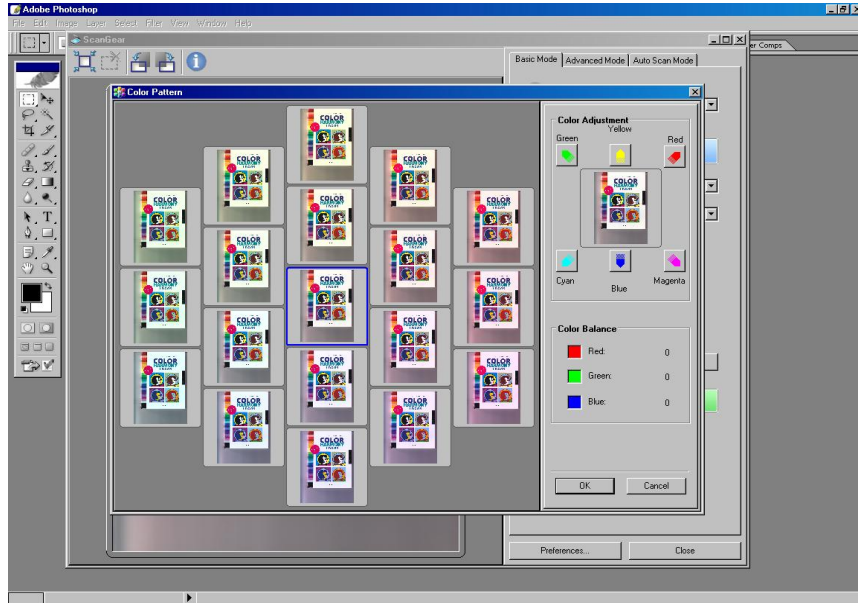 Adobe Photoshop
File Edit Image Layer Select Filter View Window Help
ScanGear
er Comps
Basic Mode
Advanced Mode
Auto Scan Mode
Color Pattern
Color Adjustment
Yellow
Green
Red
Cyan
Blue
Magenta
Color Balance
Red: 0
Green: 0
Blue: 0
OK
Cancel
Preferences...
Close
COLOR
HARMONY